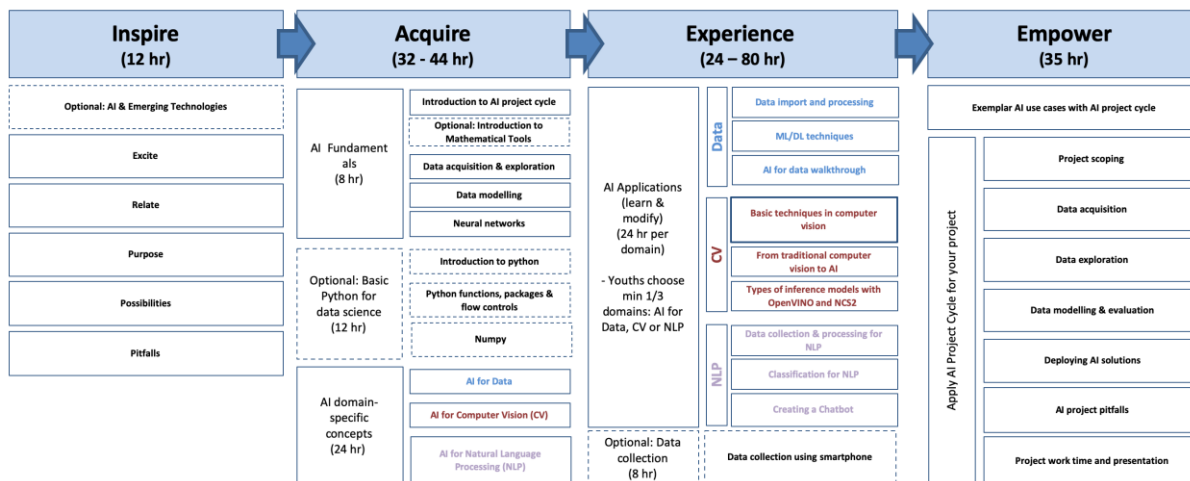 Inspire
(12 hr)
Optional: AI & Emerging Technologies
Excite
Relate
Purpose
Possibilities
Pitfalls
Acquire
(32 - 44 hr)
AI Fundament
als
(8 hr)
Introduction to AI project cycle
Optional: Introduction to
Mathematical Tools
Data acquisition & exploration
Data modelling
Neural networks
Optional: Basic
Python for
data science
(12 hr)
Introduction to python
Python functions, packages &
flow controls
Numpy
AI domain-
specific
concepts
(24 hr)
AI for Data
AI for Computer Vision (CV)
AI for Natural Language
Processing (NLP)
Experience
(24 – 80 hr)
AI Applications
(learn &
modify)
(24 hr per
domain)
- Youths choose
min 1/3
domains: AI for
Data, CV or NLP
Data
Data import and processing
ML/DL techniques
AI for data walkthrough
CV
Basic techniques in computer
vision
From traditional computer
vision to AI
Types of inference models with
OpenVINO and NCS2
NLP
Data collection & processing for
NLP
Classification for NLP
Creating a Chatbot
Optional: Data
collection
(8 hr)
Data collection using smartphone
Empower
(35 hr)
Exemplar AI use cases with AI project cycle
Apply AI Project Cycle for your project
Project scoping
Data acquisition
Data exploration
Data modelling & evaluation
Deploying AI solutions
AI project pitfalls
Project work time and presentation